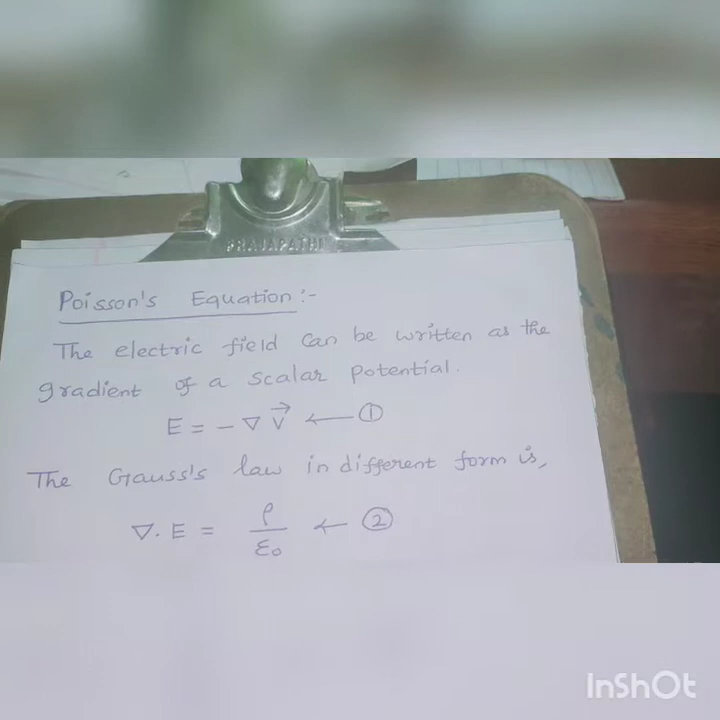 PRAJAPATHI
Poisson's Equation :-
The electric field can be written as the
gradient of a scalar potential.
E = - ∇ V⃗ ← ①
The Gauss's law in different form is,
∇. E = ρ/ε₀ ← ②
InShOt